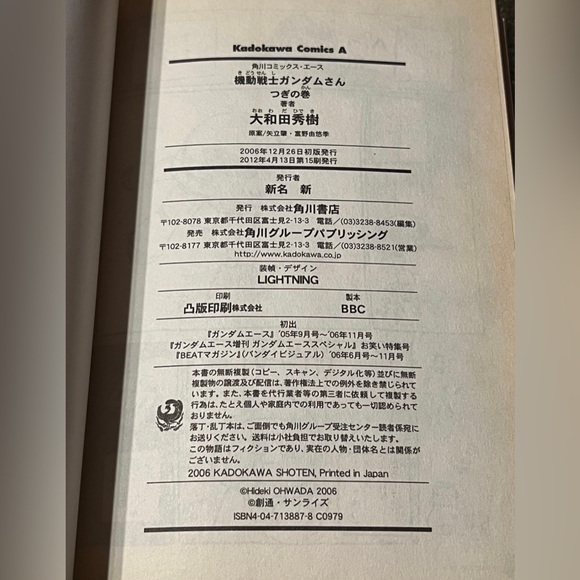 Kadokawa Comics A
角川コミックス・エース
きどうせんし
機動戦士ガンダムさん
かん
つぎの巻
著者
おおわだひでき
大和田秀樹
原案/矢立肇・富野由悠季
2006年12月26日初版発行
2012年4月13日第15刷発行
発行者
新名 新
発行 株式会社角川書店
〒102-8078 東京都千代田区富士見2-13-3 電話/(03)3238-8453(編集)
発売 株式会社角川グループパブリッシング
〒102-8177 東京都千代田区富士見2-13-3 電話/(03)3238-8521(営業)
http://www.kadokawa.co.jp
装幀・デザイン
LIGHTNING
印刷 製本
凸版印刷株式会社 BBC
初出
『ガンダムエース』'05年9月号〜'06年11月号
『ガンダムエース増刊 ガンダムエーススペシャル』お笑い特集号
『BEATマガジン』(バンダイビジュアル) '06年6月号〜11月号
本書の無断複製(コピー、スキャン、デジタル化等)並びに無断
複製物の譲渡及び配信は、著作権法上での例外を除き禁じられて
います。また、本書を代行業者等の第三者に依頼して複製する
行為は、たとえ個人や家庭内での利用であっても一切認められて
おりません。
落丁・乱丁本は、ご面倒でも角川グループ受注センター読者係宛に
お送りください。送料は小社負担でお取り替えいたします。
この物語はフィクションであり、実在の人物・団体名とは関係が
ございません。
2006 KADOKAWA SHOTEN, Printed in Japan
©Hideki OHWADA 2006
©創通・サンライズ
ISBN4-04-713887-8 C0979